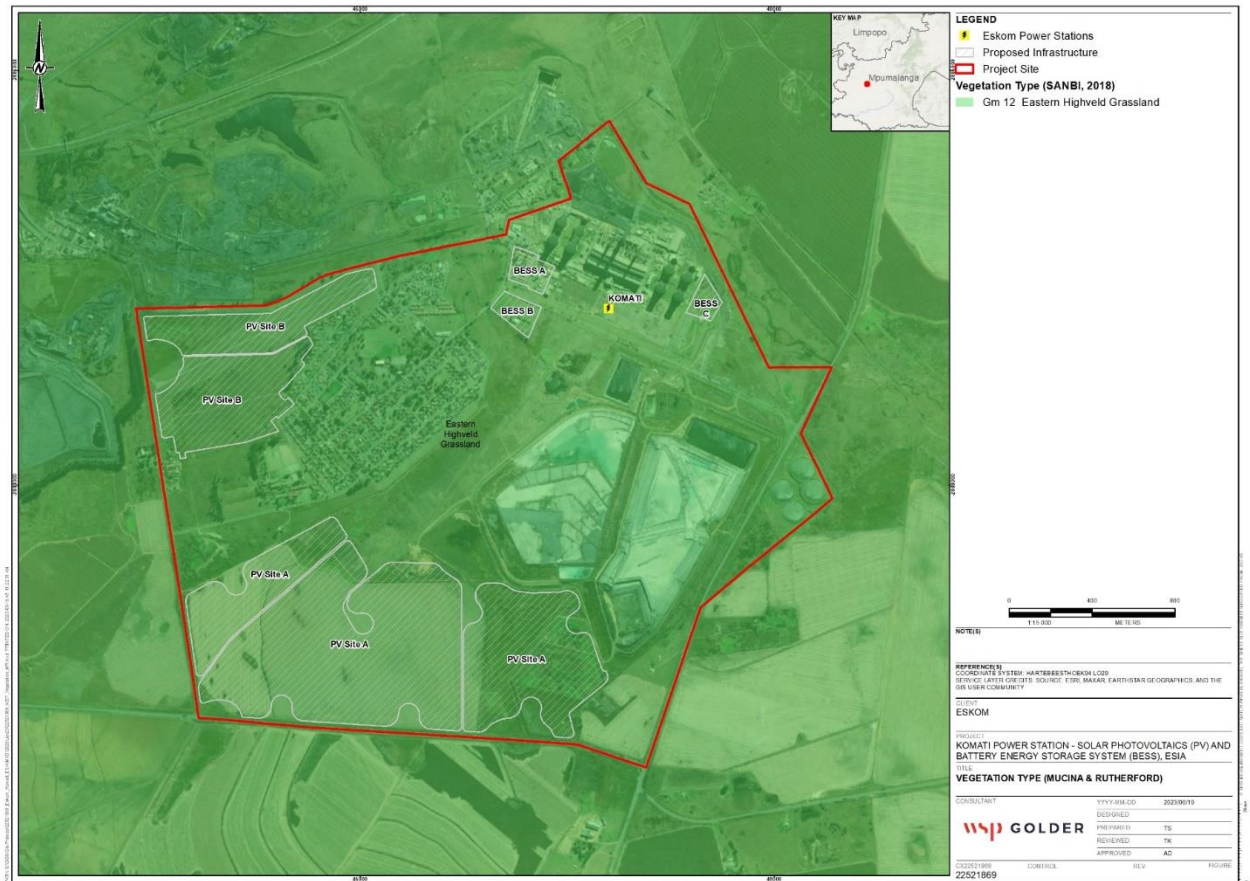 N
KEY MAP
Limpopo
Mpumalanga
BESS A
BESS B
KOMATI
BESS
C
PV Site B
PV Site B
Eastern
Highveld
Grassland
PV Site A
PV Site A
PV Site A
LEGEND
Eskom Power Stations
Proposed Infrastructure
Project Site
Vegetation Type (SANBI, 2018)
Gm 12 Eastern Highveld Grassland
0 400 800
1:15 000 METERS
NOTE(S)
REFERENCE(S)
COORDINATE SYSTEM: HARTEBEESTHOEK94 LO29
SERVICE LAYER CREDITS: SOURCE: ESRI, MAXAR, EARTHSTAR GEOGRAPHICS, AND THE
GIS USER COMMUNITY
CLIENT
ESKOM
PROJECT
KOMATI POWER STATION - SOLAR PHOTOVOLTAICS (PV) AND
BATTERY ENERGY STORAGE SYSTEM (BESS), ESIA
TITLE
VEGETATION TYPE (MUCINA & RUTHERFORD)
CONSULTANT
wsp GOLDER
YYYY-MM-DD 2023/06/19
DESIGNED
PREPARED TS
REVIEWED TK
APPROVED AD
CONTROL REV. FIGURE
22521869